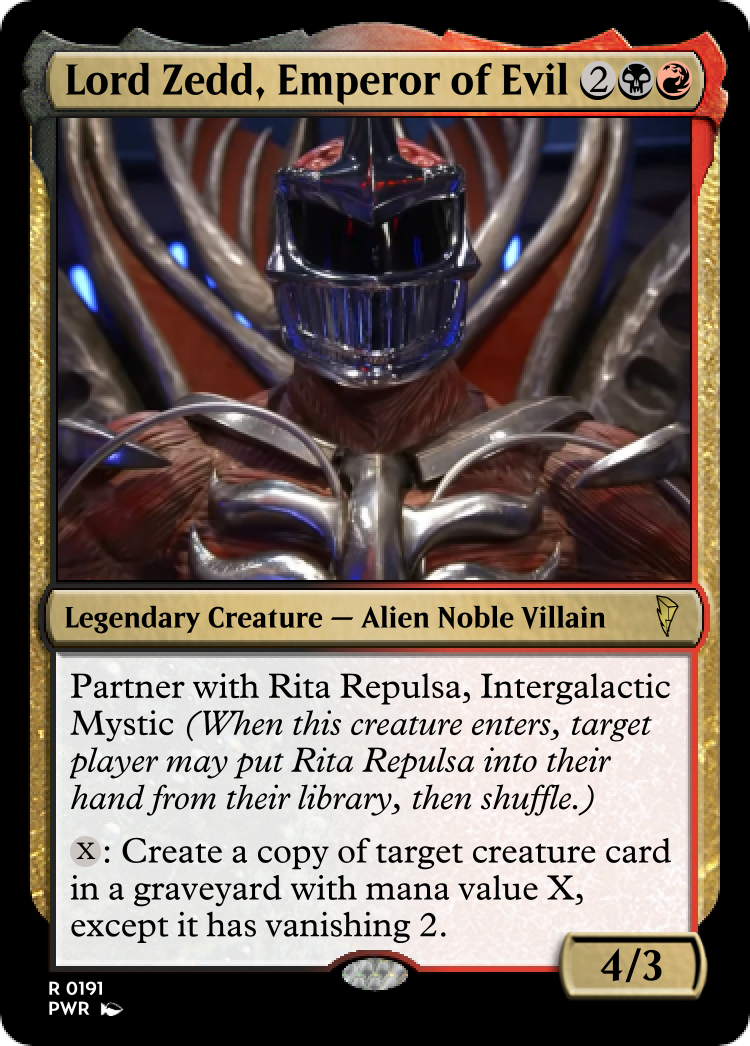 Lord Zedd, Emperor of Evil 2
Legendary Creature — Alien Noble Villain
Partner with Rita Repulsa, Intergalactic
Mystic (When this creature enters, target
player may put Rita Repulsa into their
hand from their library, then shuffle.)
X: Create a copy of target creature card
in a graveyard with mana value X,
except it has vanishing 2.
4/3
R 0191
PWR